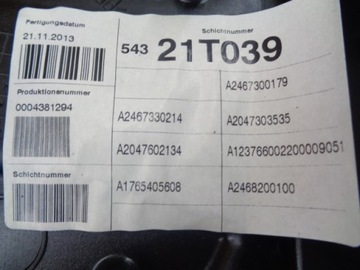 Fertigungsdatum
21.11.2013
Produktionsnummer
0004381294
Schichtnummer
Schichtnummer
543 21T039
A2467300179
A2467330214 A2047303535
A2047602134 A123766002200009051
A1765405608 A2468200100